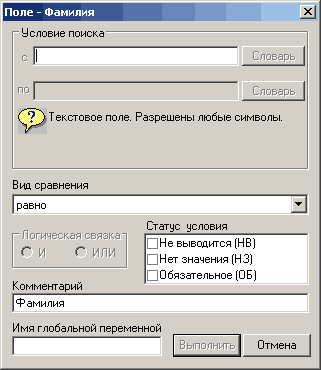 Поле - Фамилия
Условие поиска
с Словарь
по Словарь
Текстовое поле. Разрешены любые символы.
Вид сравнения
равно
Логическая связка
И ИЛИ
Статус условия
Не выводится (НВ)
Нет значения (НЗ)
Обязательное (ОБ)
Комментарий
Фамилия
Имя глобальной переменной
Выполнить Отмена